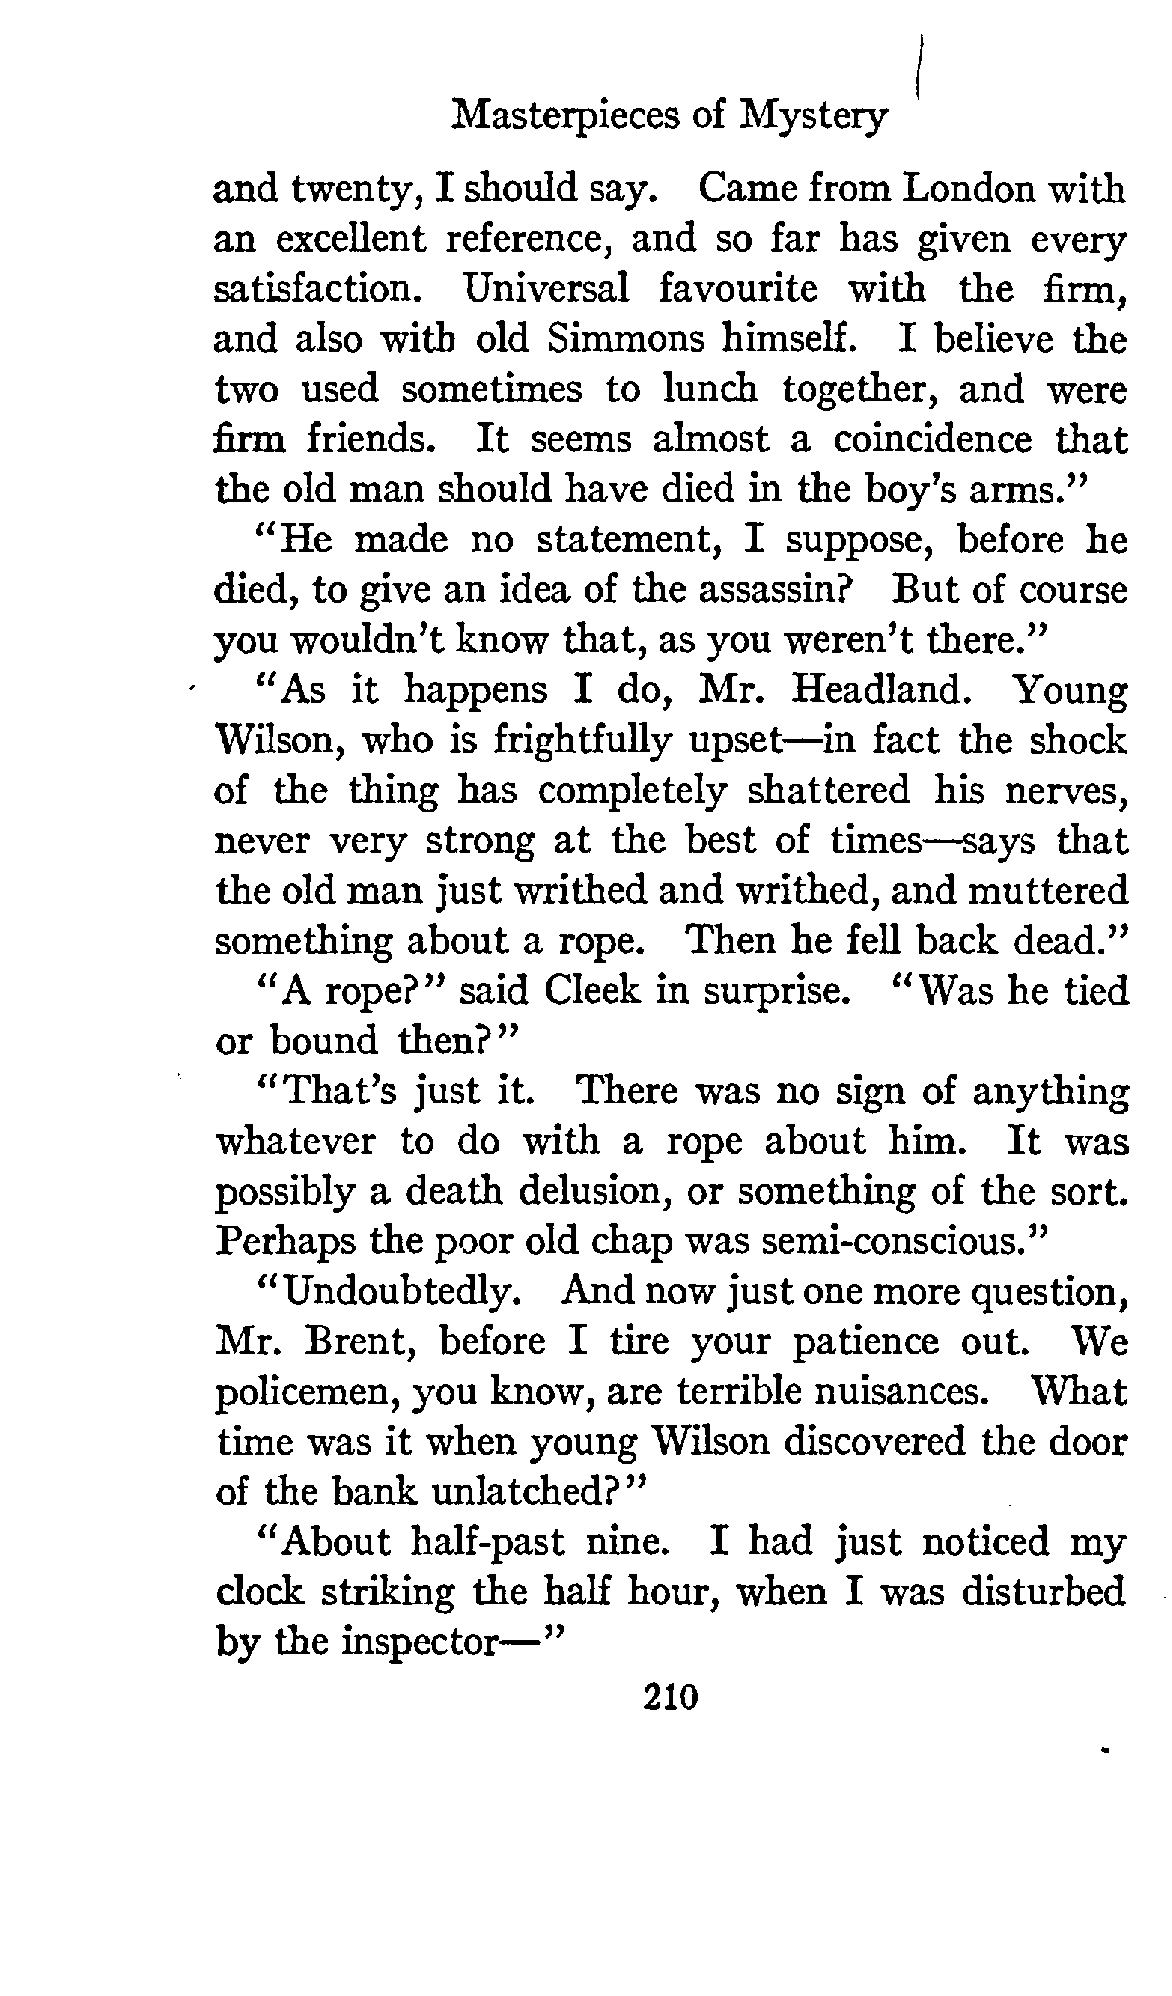 Masterpieces of Mystery
and twenty, I should say. Came from London with
an excellent reference, and so far has given every
satisfaction. Universal favourite with the firm,
and also with old Simmons himself. I believe the
two used sometimes to lunch together, and were
firm friends. It seems almost a coincidence that
the old man should have died in the boy's arms."
"He made no statement, I suppose, before he
died, to give an idea of the assassin? But of course
you wouldn't know that, as you weren't there."
"As it happens I do, Mr. Headland. Young
Wilson, who is frightfully upset—in fact the shock
of the thing has completely shattered his nerves,
never very strong at the best of times—says that
the old man just writhed and writhed, and muttered
something about a rope. Then he fell back dead."
"A rope?" said Cleek in surprise. "Was he tied
or bound then?"
"That's just it. There was no sign of anything
whatever to do with a rope about him. It was
possibly a death delusion, or something of the sort.
Perhaps the poor old chap was semi-conscious."
"Undoubtedly. And now just one more question,
Mr. Brent, before I tire your patience out. We
policemen, you know, are terrible nuisances. What
time was it when young Wilson discovered the door
of the bank unlatched?"
"About half-past nine. I had just noticed my
clock striking the half hour, when I was disturbed
by the inspector—"
210